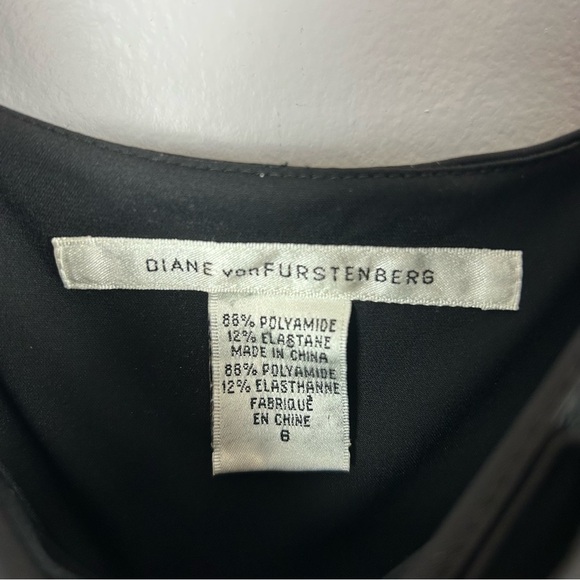 DIANE von FURSTENBERG
88% POLYAMIDE
12% ELASTANE
MADE IN CHINA
88% POLYAMIDE
12% ELASTHANNE
FABRIQUÉ
EN CHINE
6